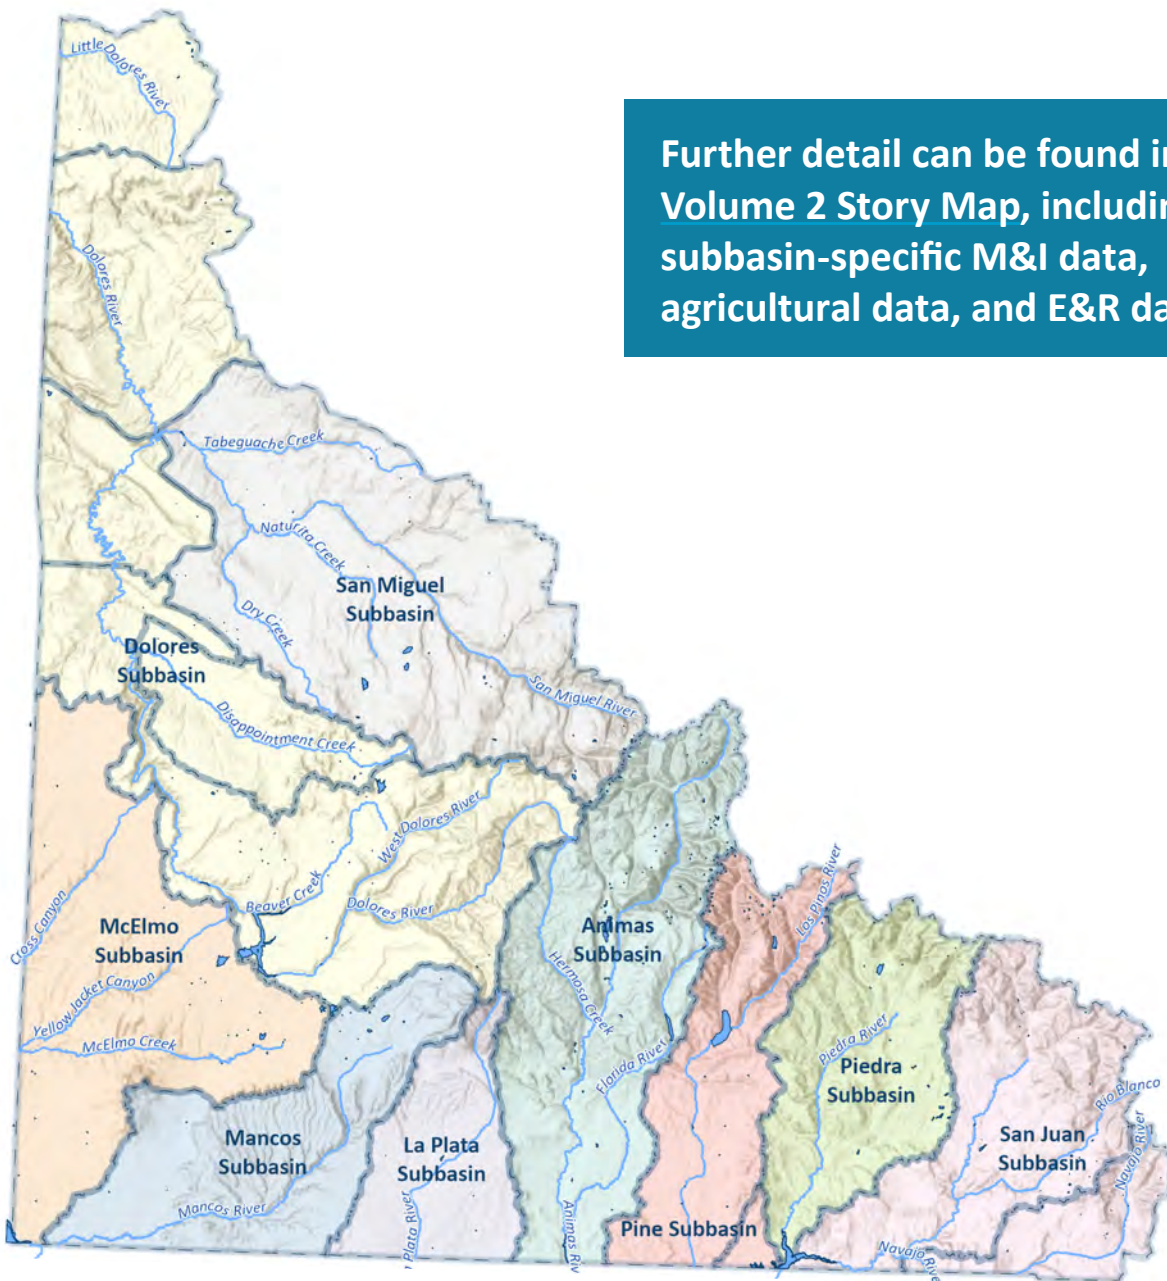 Little Dolores River
Further detail can be found in
Volume 2 Story Map, includin
subbasin-specific M&I data,
agricultural data, and E&R da
Dolores River
Tabeguache Creek
Naturita Creek
San Miguel
Subbasin
Dry Creek
Dolores
Subbasin
San Miguel River
Disappointment Creek
West Dolores River
Beaver Creek
Dolores River
Cross Canyon
McElmo
Subbasin
Yellow Jacket Canyon
McElmo Creek
Animas
Subbasin
Hermosa Creek
Florida River
Los Pinos River
Piedra River
Piedra
Subbasin
Rio Blanco
San Juan
Subbasin
Navajo River
Mancos
Subbasin
La Plata
Subbasin
Mancos River
Plata River
Animas Riv
Pine Subbasin
Navajo Rive